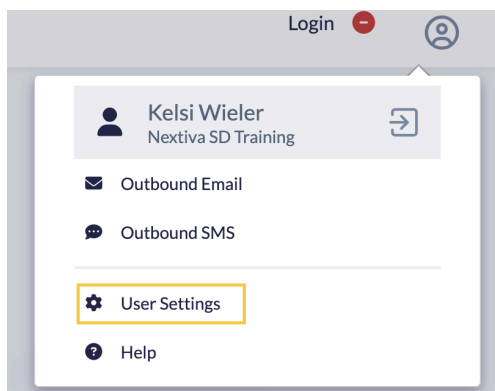 Login
Kelsi Wieler
Nextiva SD Training
Outbound Email
Outbound SMS
User Settings
Help